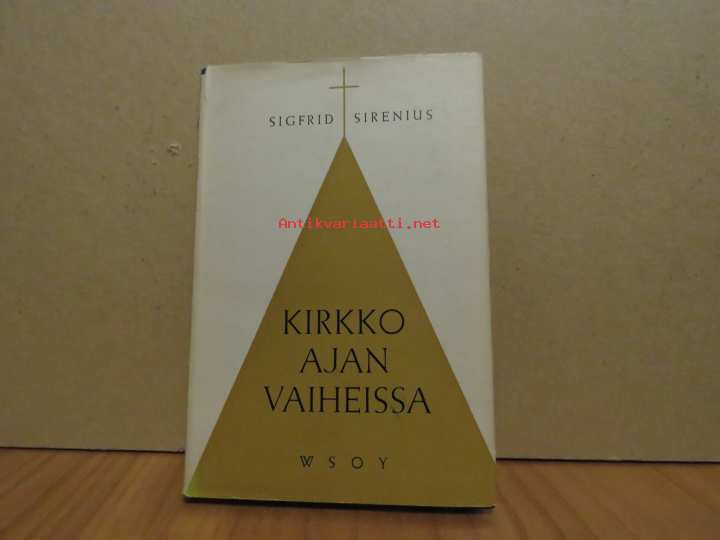 SIGFRID SIRENIUS
Antikvariaatti.net
KIRKKO
AJAN
VAIHEISSA
WSOY